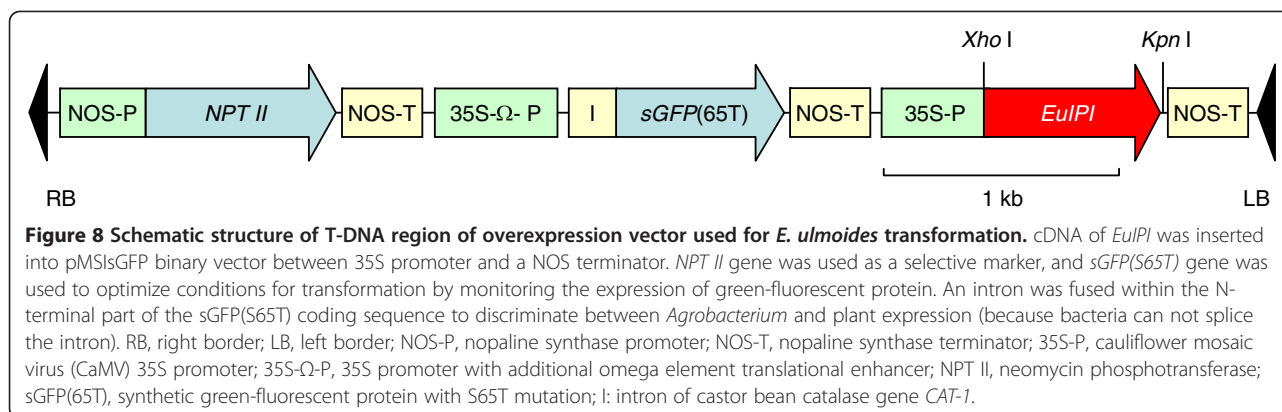 Xho I Kpn I
NOS-P NPT II NOS-T 35S-Ω- P I sGFP(65T) NOS-T 35S-P EuIPI NOS-T
RB 1 kb LB
Figure 8 Schematic structure of T-DNA region of overexpression vector used for E. ulmoides transformation. cDNA of EuIPI was inserted
into pMSIsGFP binary vector between 35S promoter and a NOS terminator. NPT II gene was used as a selective marker, and sGFP(S65T) gene was
used to optimize conditions for transformation by monitoring the expression of green-fluorescent protein. An intron was fused within the N-
terminal part of the sGFP(S65T) coding sequence to discriminate between Agrobacterium and plant expression (because bacteria can not splice
the intron). RB, right border; LB, left border; NOS-P, nopaline synthase promoter; NOS-T, nopaline synthase terminator; 35S-P, cauliflower mosaic
virus (CaMV) 35S promoter; 35S-Ω-P, 35S promoter with additional omega element translational enhancer; NPT II, neomycin phosphotransferase;
sGFP(65T), synthetic green-fluorescent protein with S65T mutation; I: intron of castor bean catalase gene CAT-1.